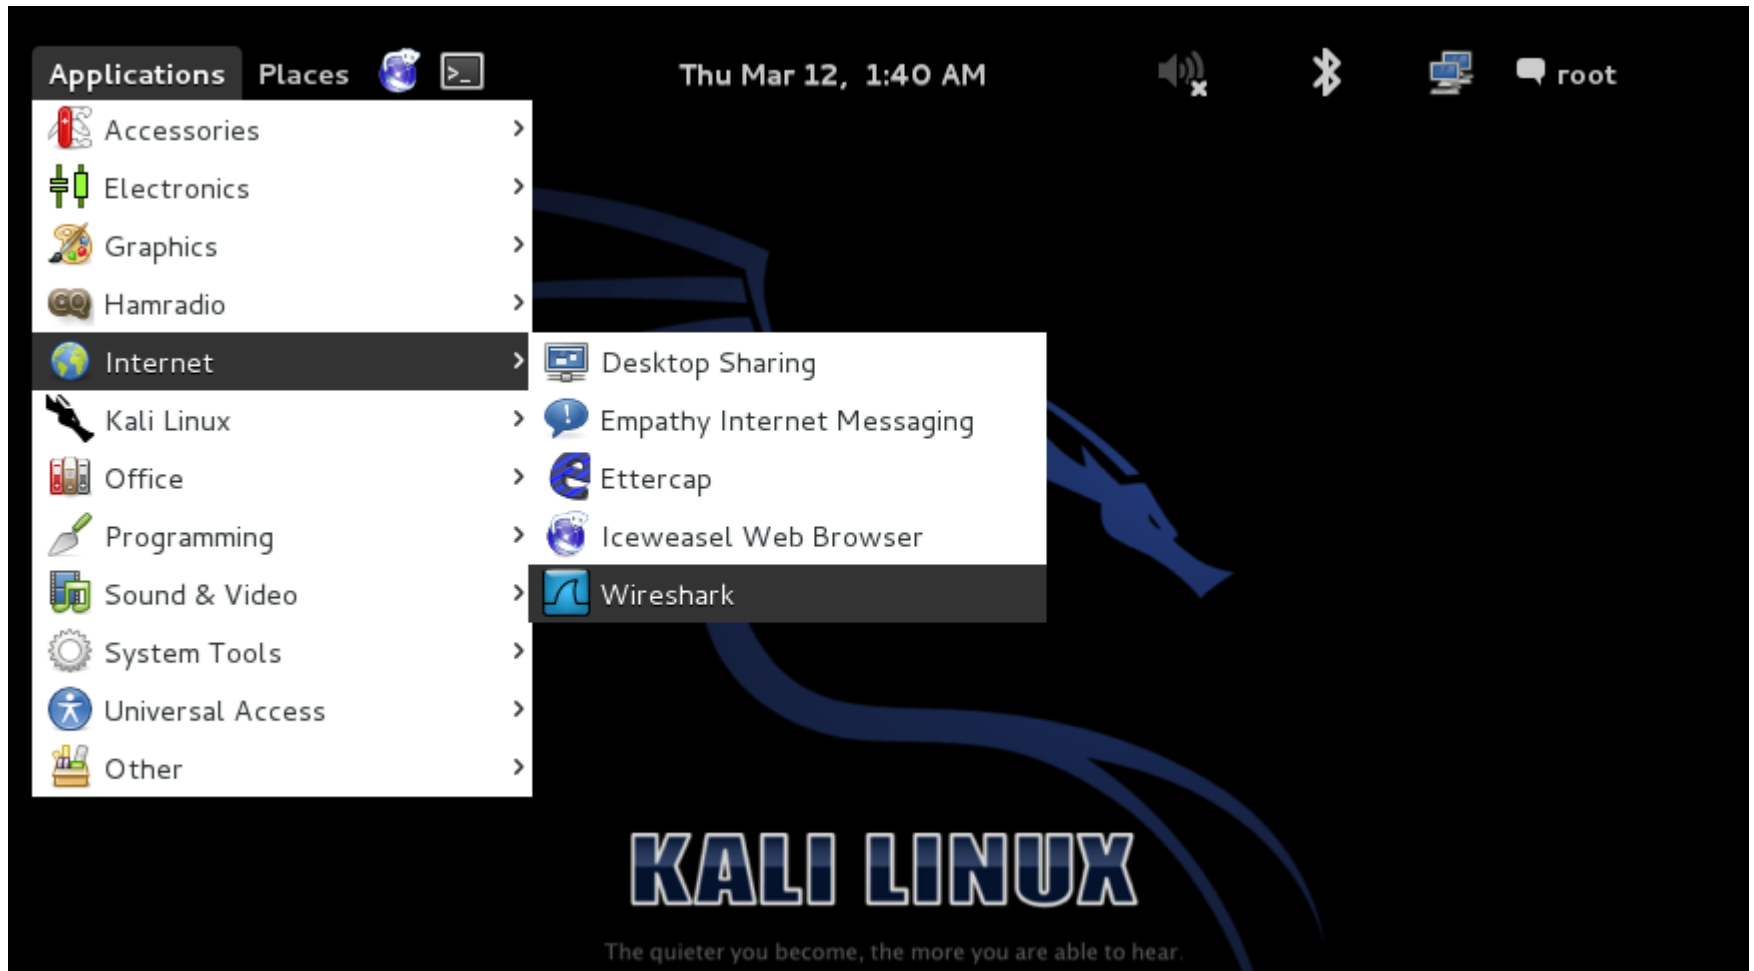 Applications Places Thu Mar 12, 1:40 AM root
Accessories
Electronics
Graphics
Hamradio
Internet
Kali Linux
Office
Programming
Sound & Video
System Tools
Universal Access
Other
Desktop Sharing
Empathy Internet Messaging
Ettercap
Iceweasel Web Browser
Wireshark
KALI LINUX
The quieter you become, the more you are able to hear.